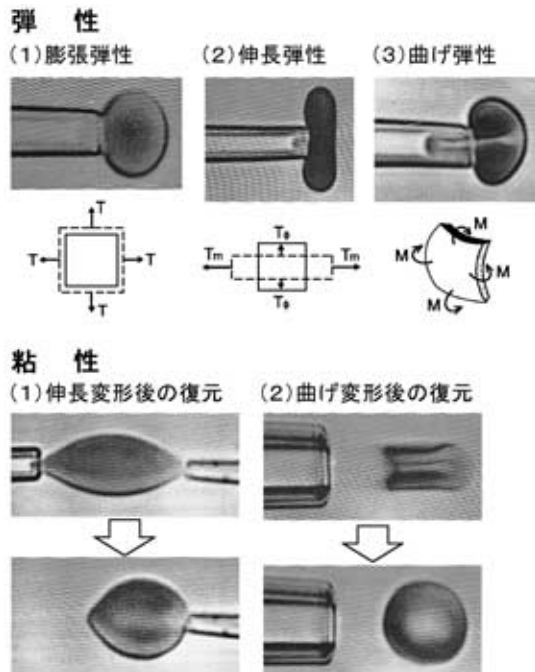 弾 性
(1)膨張弾性
(2)伸長弾性
(3)曲げ弾性
T
T T
T
Tφ
Tm Tm
Tφ
M
M M
M
粘 性
(1)伸長変形後の復元
(2)曲げ変形後の復元